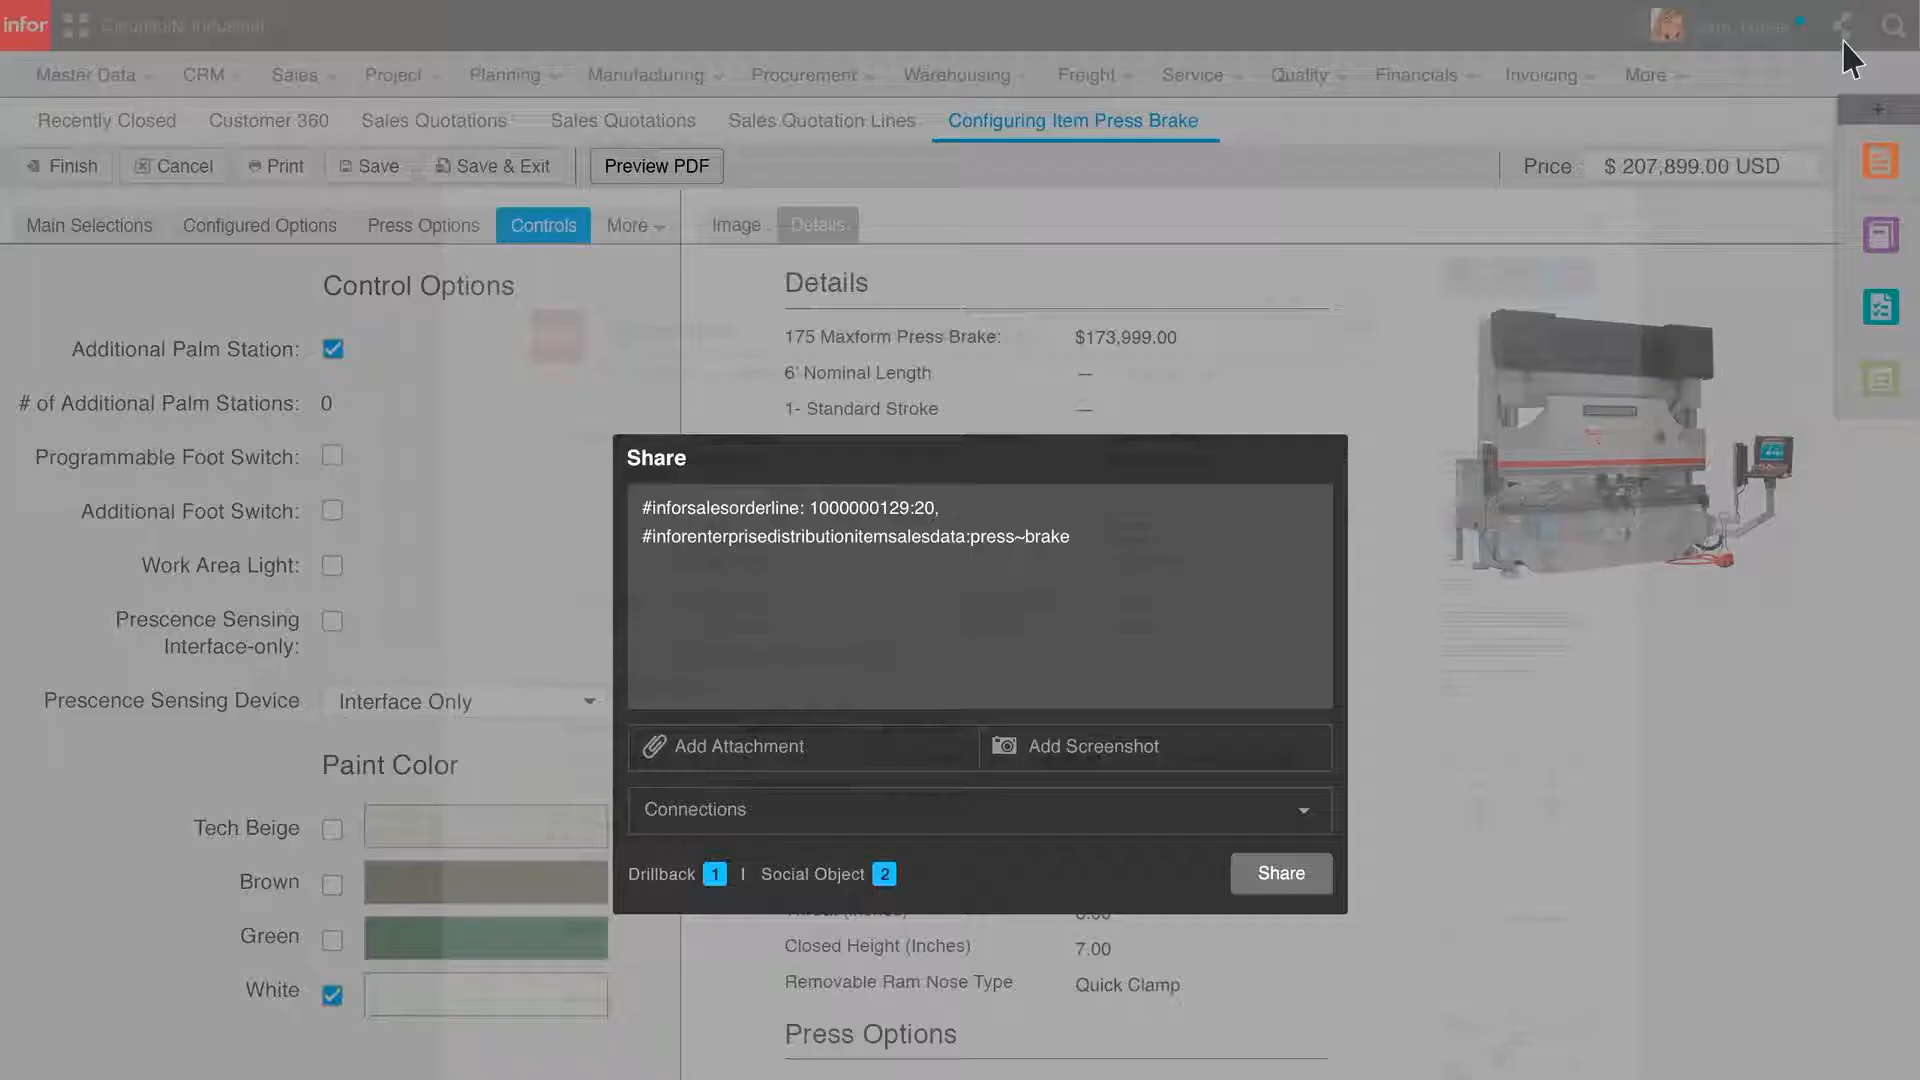 infor
Master Data CRM Sales Project Planning Manufacturing Procurement Warehousing Freight Service Quality Financials Invoicing More
Recently Closed Customer 360 Sales Quotations Sales Quotations Sales Quotation Lines Configuring Item Press Brake
Finish Cancel Print Save Save & Exit Preview PDF Price $ 207,899.00 USD
Main Selections Configured Options Press Options Controls More Image Details
Control Options
Additional Palm Station:
# of Additional Palm Stations: 0
Programmable Foot Switch:
Additional Foot Switch:
Work Area Light:
Prescence Sensing
Interface-only:
Prescence Sensing Device Interface Only
Paint Color
Tech Beige
Brown
Green
White
Details
175 Maxform Press Brake: $173,999.00
6' Nominal Length —
1- Standard Stroke —
Share
#inforsalesorderline: 1000000129:20,
#inforenterprisedistributionitemsalesdata:press~brake
Add Attachment Add Screenshot
Connections
Drillback 1 | Social Object 2 Share
Closed Height (Inches) 7.00
Removable Ram Nose Type Quick Clamp
Press Options